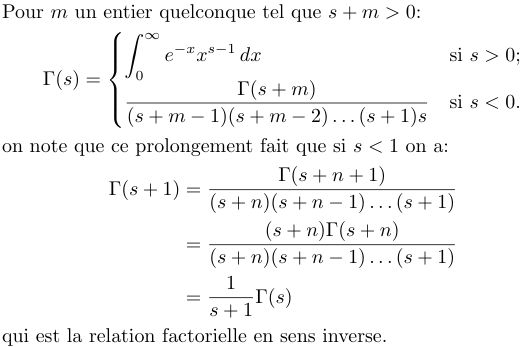 Pour m un entier quelconque tel que s + m > 0:
Γ(s) = { ∫₀^∞ e^{−x} x^{s−1} dx si s > 0;
Γ(s + m) / (s + m − 1)(s + m − 2) . . . (s + 1)s si s < 0.
on note que ce prolongement fait que si s < 1 on a:
Γ(s + 1) = Γ(s + n + 1) / (s + n)(s + n − 1) . . . (s + 1)
= (s + n)Γ(s + n) / (s + n)(s + n − 1) . . . (s + 1)
= 1 / s + 1 Γ(s)
qui est la relation factorielle en sens inverse.